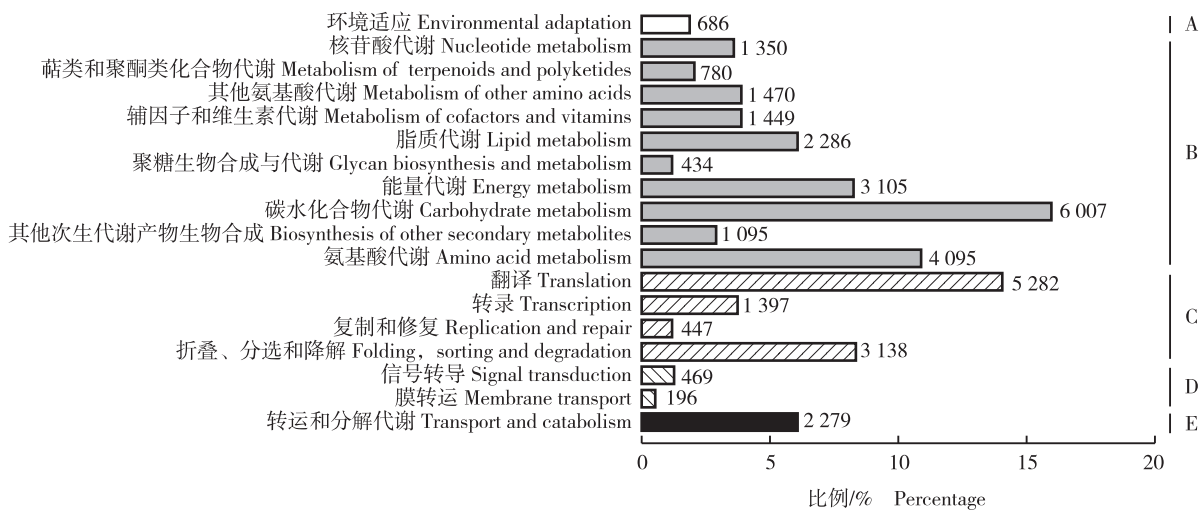 环境适应 Environmental adaptation 686 A
核苷酸代谢 Nucleotide metabolism 1 350
萜类和聚酮类化合物代谢 Metabolism of terpenoids and polyketides 780
其他氨基酸代谢 Metabolism of other amino acids 1 470
辅因子和维生素代谢 Metabolism of cofactors and vitamins 1 449
脂质代谢 Lipid metabolism 2 286 B
聚糖生物合成与代谢 Glycan biosynthesis and metabolism 434
能量代谢 Energy metabolism 3 105
碳水化合物代谢 Carbohydrate metabolism 6 007
其他次生代谢产物生物合成 Biosynthesis of other secondary metabolites 1 095
氨基酸代谢 Amino acid metabolism 4 095
翻译 Translation 5 282
转录 Transcription 1 397 C
复制和修复 Replication and repair 447
折叠、分选和降解 Folding，sorting and degradation 3 138
信号转导 Signal transduction 469 D
膜转运 Membrane transport 196
转运和分解代谢 Transport and catabolism 2 279 E
0 5 10 15 20
比例/% Percentage